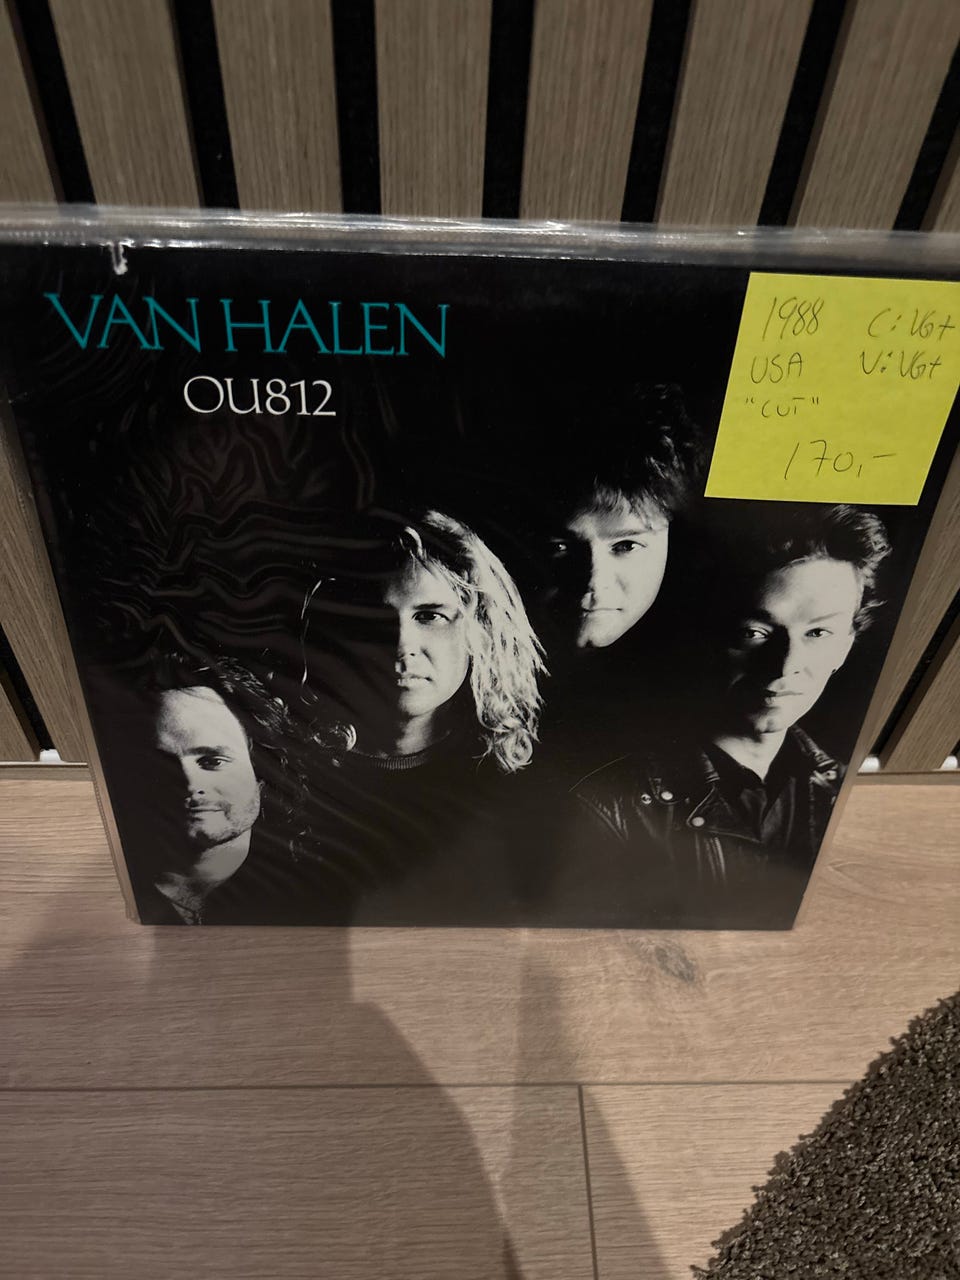 VAN HALEN
OU812
1988 C: VG+
USA V: VG+
"CUT"
170,-